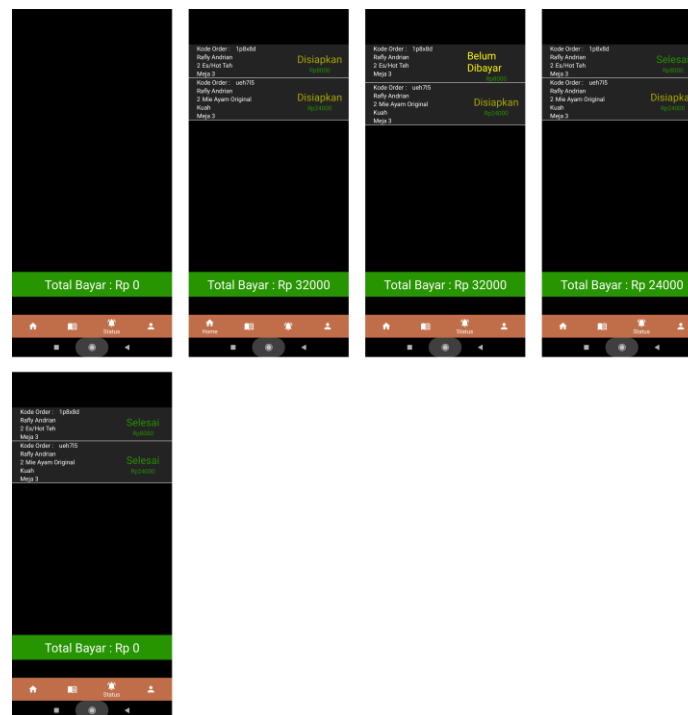 Total Bayar : Rp 0
Status
Kode Order : 1p8x8d
Rafly Andrian
2 Es/Hot Teh
Meja 3
Disiapkan
Rp8000
Kode Order : ueh7l5
Rafly Andrian
2 Mie Ayam Original
Kuah
Meja 3
Disiapkan
Rp24000
Total Bayar : Rp 32000
Home
Kode Order : 1p8x8d
Rafly Andrian
2 Es/Hot Teh
Meja 3
Belum
Dibayar
Rp8000
Kode Order : ueh7l5
Rafly Andrian
2 Mie Ayam Original
Kuah
Meja 3
Disiapkan
Rp24000
Total Bayar : Rp 32000
Status
Kode Order : 1p8x8d
Rafly Andrian
2 Es/Hot Teh
Meja 3
Selesai
Rp8000
Kode Order : ueh7l5
Rafly Andrian
2 Mie Ayam Original
Kuah
Meja 3
Disiapkan
Rp24000
Total Bayar : Rp 24000
Status
Kode Order : 1p8x8d
Rafly Andrian
2 Es/Hot Teh
Meja 3
Selesai
Rp8000
Kode Order : ueh7l5
Rafly Andrian
2 Mie Ayam Original
Kuah
Meja 3
Selesai
Rp24000
Total Bayar : Rp 0
Status